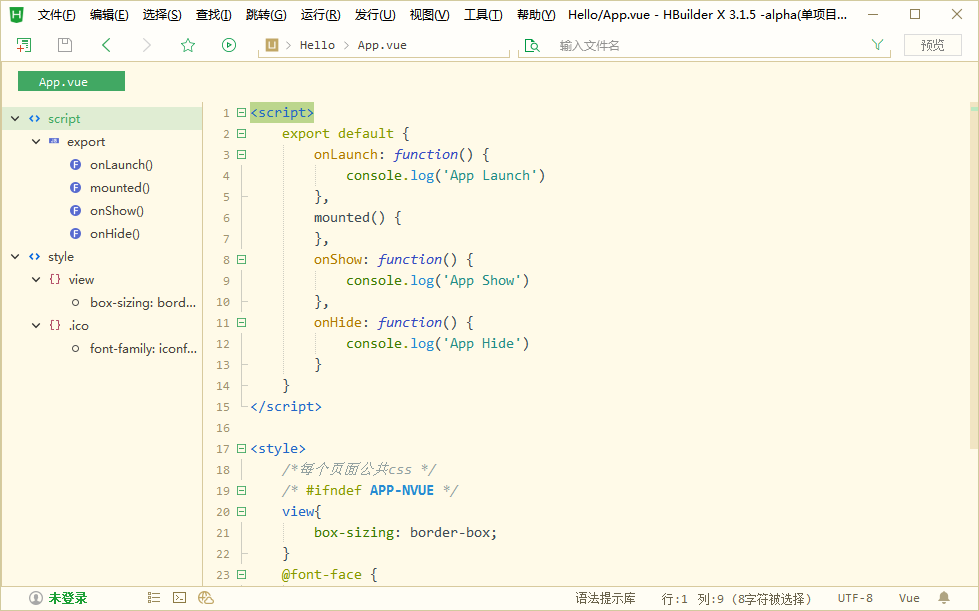 文件(F) 编辑(E) 选择(S) 查找(I) 跳转(G) 运行(R) 发行(U) 视图(V) 工具(T) 帮助(Y) Hello/App.vue - HBuilder X 3.1.5 -alpha(单项目...
U Hello App.vue 输入文件名 预览
App.vue
script
export
F onLaunch()
F mounted()
F onShow()
F onHide()
style
{} view
box-sizing: bord...
{} .ico
font-family: iconf...
1 <script>
2 export default {
3 onLaunch: function() {
4 console.log('App Launch')
5 },
6 mounted() {
7 },
8 onShow: function() {
9 console.log('App Show')
10 },
11 onHide: function() {
12 console.log('App Hide')
13 }
14 }
15 </script>
16
17 <style>
18 /*每个页面公共css */
19 /* #ifndef APP-NVUE */
20 view{
21 box-sizing: border-box;
22 }
23 @font-face {
未登录 语法提示库 行:1 列:9 (8字符被选择) UTF-8 Vue